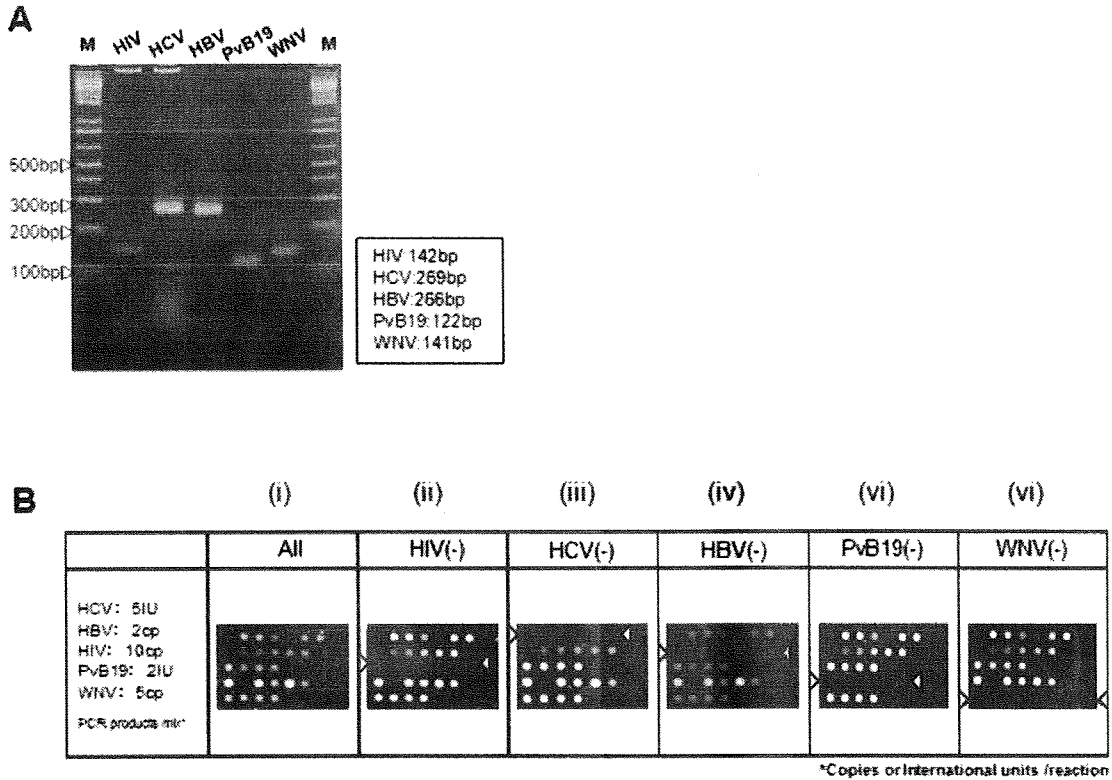 A
M HIV HCV HBV PvB19 WNV M
500bp
300bp
200bp
100bp
HIV:142bp
HCV:269bp
HBV:266bp
PvB19:122bp
WNV:141bp
B
(i) (ii) (iii) (iv) (vi) (vi)
All HIV(-) HCV(-) HBV(-) PvB19(-) WNV(-)
HCV: 5IU
HBV: 2cp
HIV: 10cp
PvB19: 2IU
WNV: 5cp
PCR products mix*
*Copies or International units /reaction